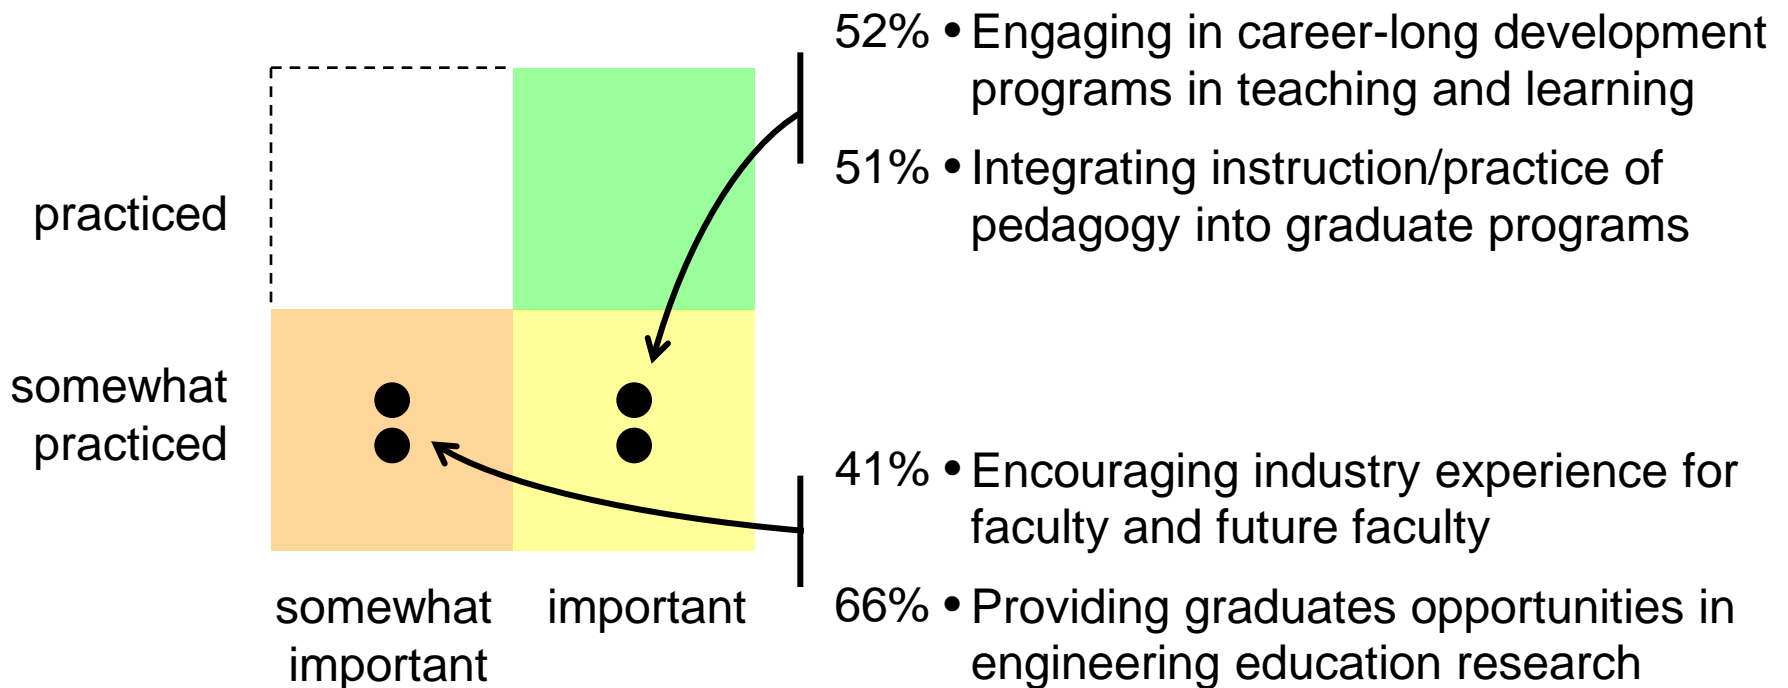 52% • Engaging in career-long development
programs in teaching and learning
51% • Integrating instruction/practice of
pedagogy into graduate programs
practiced
somewhat
practiced
41% • Encouraging industry experience for
faculty and future faculty
66% • Providing graduates opportunities in
engineering education research
somewhat
important
important